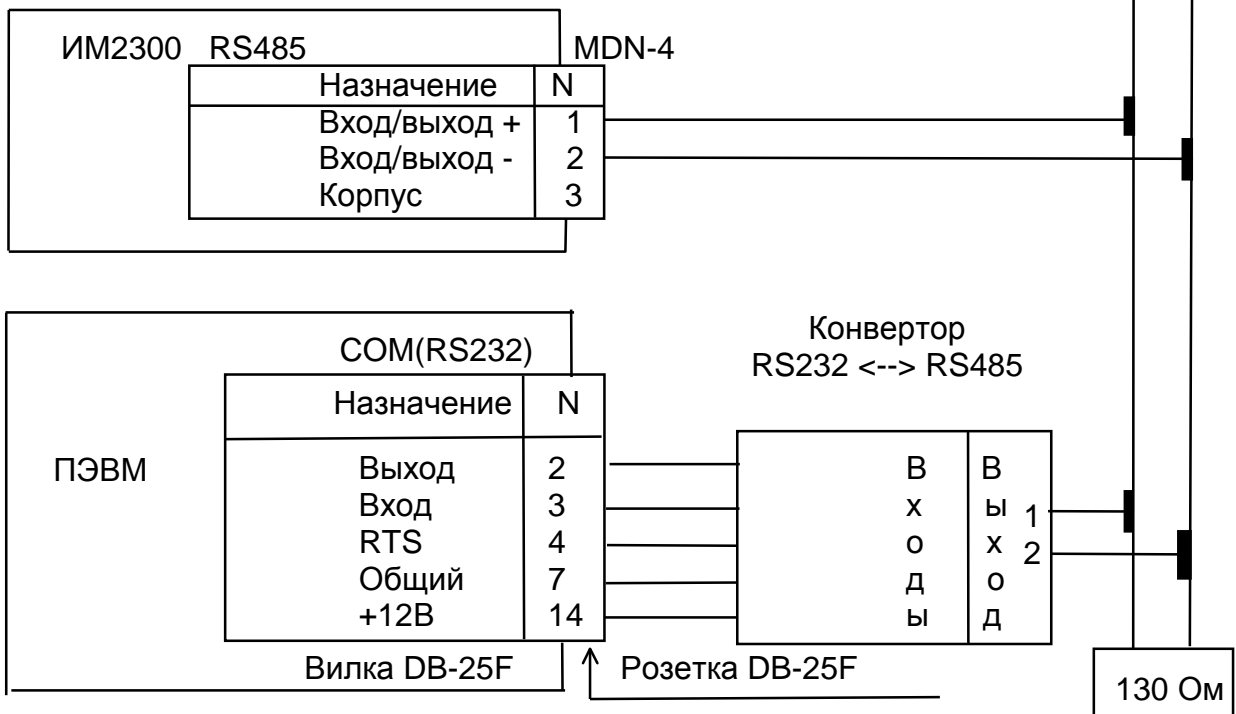 ИМ2300 RS485 MDN-4
Назначение N
Вход/выход + 1
Вход/выход - 2
Корпус 3
COM(RS232)
Назначение N
ПЭВМ
Выход 2
Вход 3
RTS 4
Общий 7
+12В 14
Вилка DB-25F
Розетка DB-25F
Конвертор
RS232 <--> RS485
Входы
Выход
1
2
130 Ом